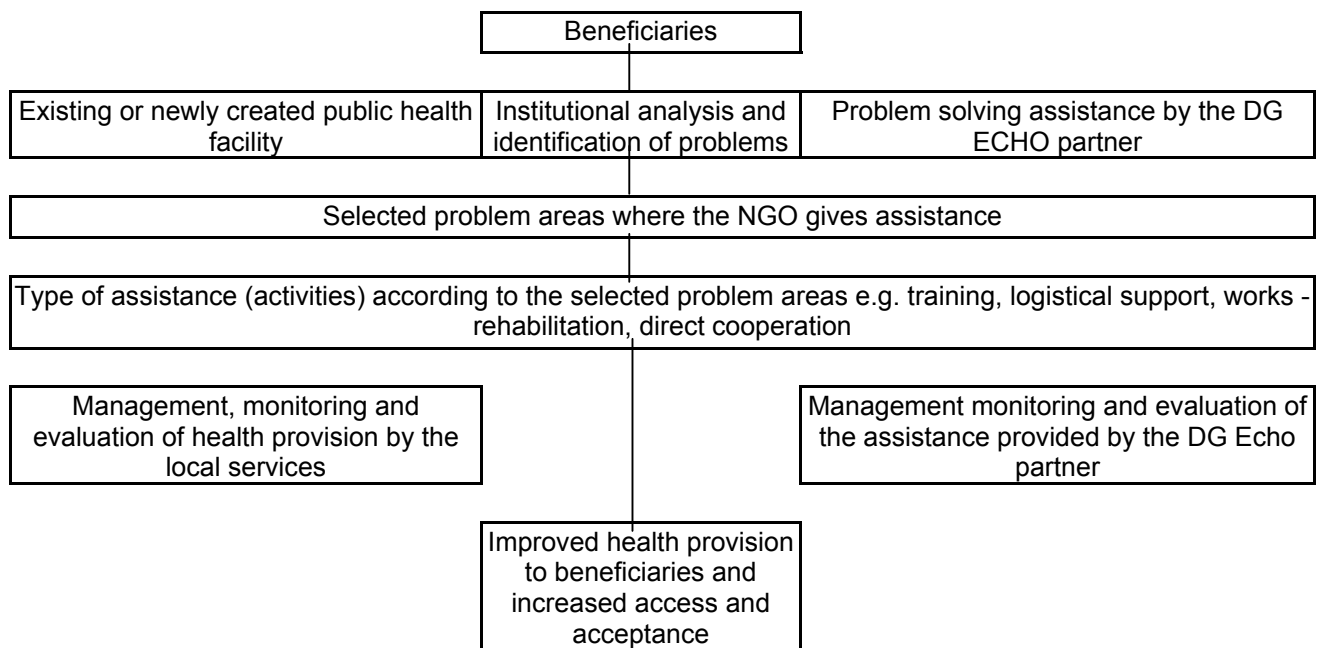 Beneficiaries
Existing or newly created public health
facility
Institutional analysis and
identification of problems
Problem solving assistance by the DG
ECHO partner
Selected problem areas where the NGO gives assistance
Type of assistance (activities) according to the selected problem areas e.g. training, logistical support, works -
rehabilitation, direct cooperation
Management, monitoring and
evaluation of health provision by the
local services
Management monitoring and evaluation of
the assistance provided by the DG Echo
partner
Improved health provision
to beneficiaries and
increased access and
acceptance